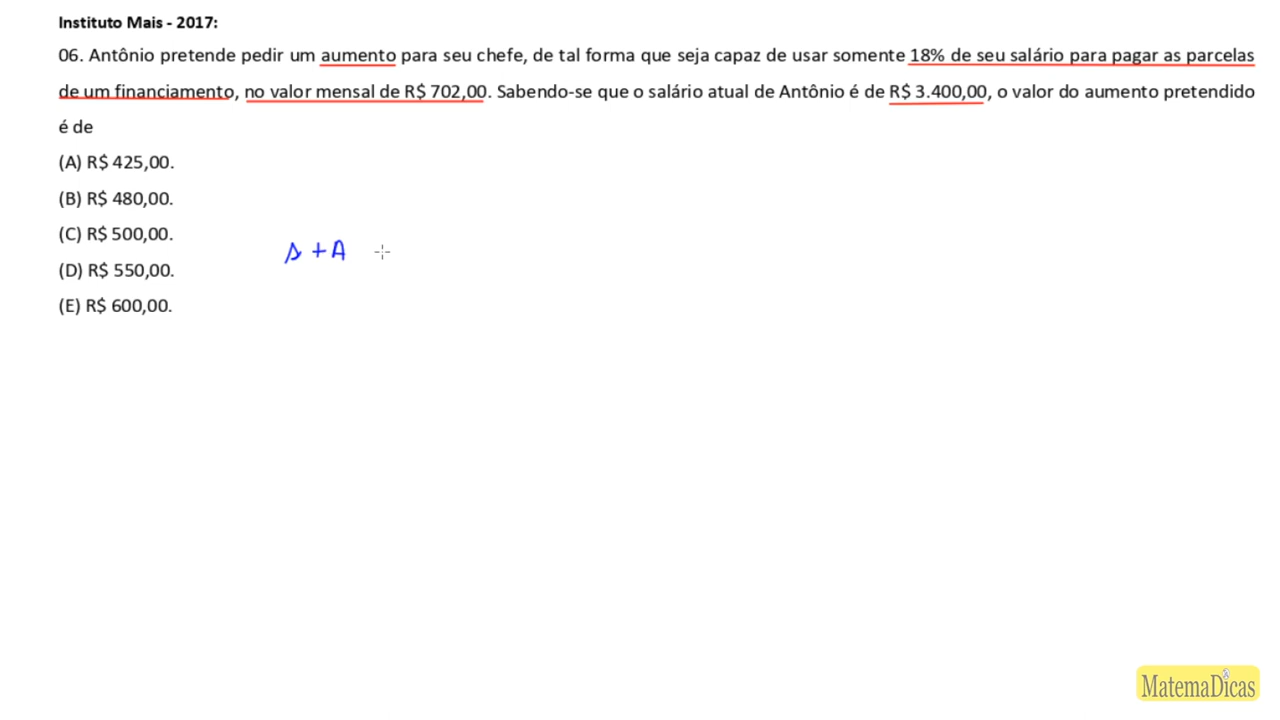 Instituto Mais - 2017:
06. Antônio pretende pedir um aumento para seu chefe, de tal forma que seja capaz de usar somente 18% de seu salário para pagar as parcelas
de um financiamento, no valor mensal de R$ 702,00. Sabendo-se que o salário atual de Antônio é de R$ 3.400,00, o valor do aumento pretendido
é de
(A) R$ 425,00.
(B) R$ 480,00.
(C) R$ 500,00.
(D) R$ 550,00.
(E) R$ 600,00.
s + A
MatemaDicas